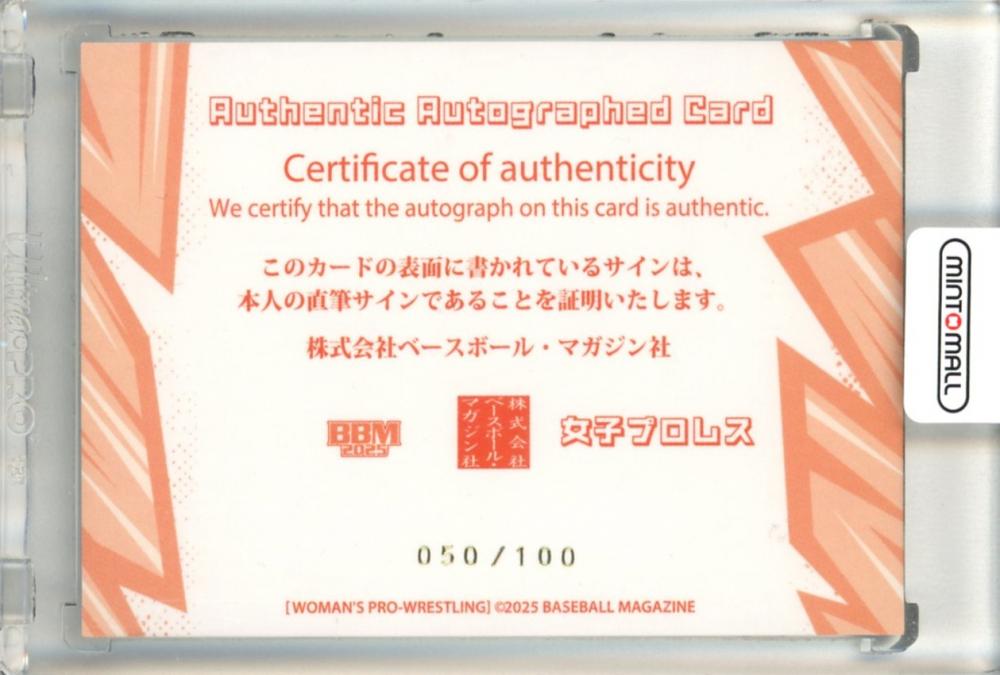 Authentic Autographed Card
Certificate of authenticity
We certify that the autograph on this card is authentic.
このカードの表面に書かれているサインは、
本人の直筆サインであることを証明いたします。
株式会社ベースボール・マガジン社
BBM
2025
株式会社
ベースボール・
マガジン社
女子プロレス
050/100
[WOMAN'S PRO-WRESTLING] ©2025 BASEBALL MAGAZINE
MINTOMALL
UltraPRO